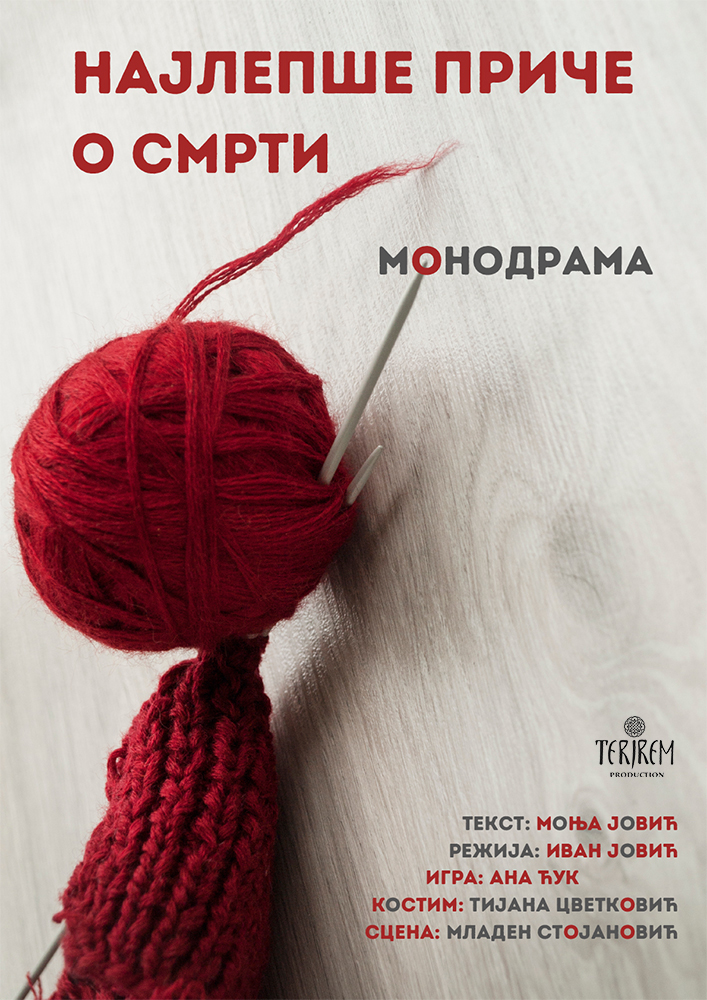 НАЈЛЕПШЕ ПРИЧЕ
О СМРТИ
МОНОДРАМА
TERIREM
PRODUCTION
ТЕКСТ: МОЊА ЈОВИЋ
РЕЖИЈА: ИВАН ЈОВИЋ
ИГРА: АНА ЋУК
КОСТИМ: ТИЈАНА ЦВЕТКОВИЋ
СЦЕНА: МЛАДЕН СТОЈАНОВИЋ